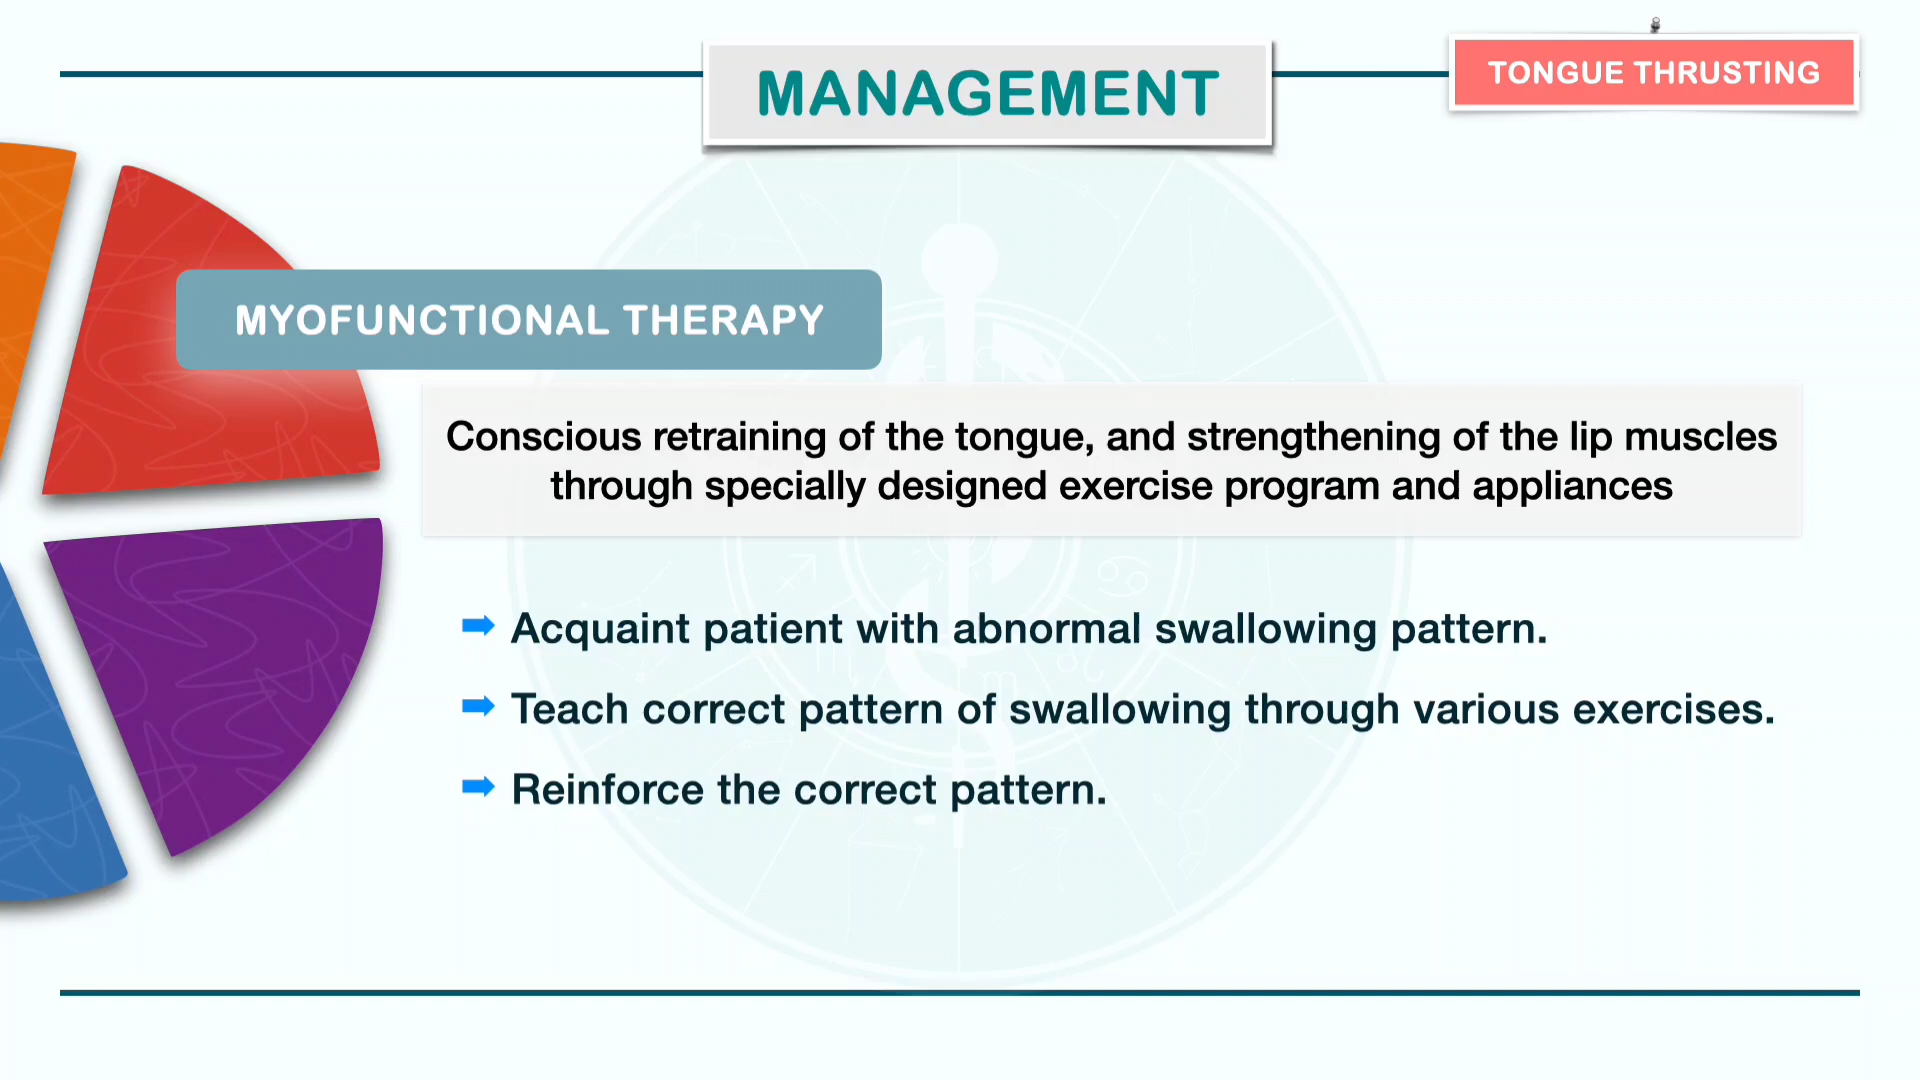 MANAGEMENT
TONGUE THRUSTING
MYOFUNCTIONAL THERAPY
Conscious retraining of the tongue, and strengthening of the lip muscles
through specially designed exercise program and appliances
Acquaint patient with abnormal swallowing pattern.
Teach correct pattern of swallowing through various exercises.
Reinforce the correct pattern.